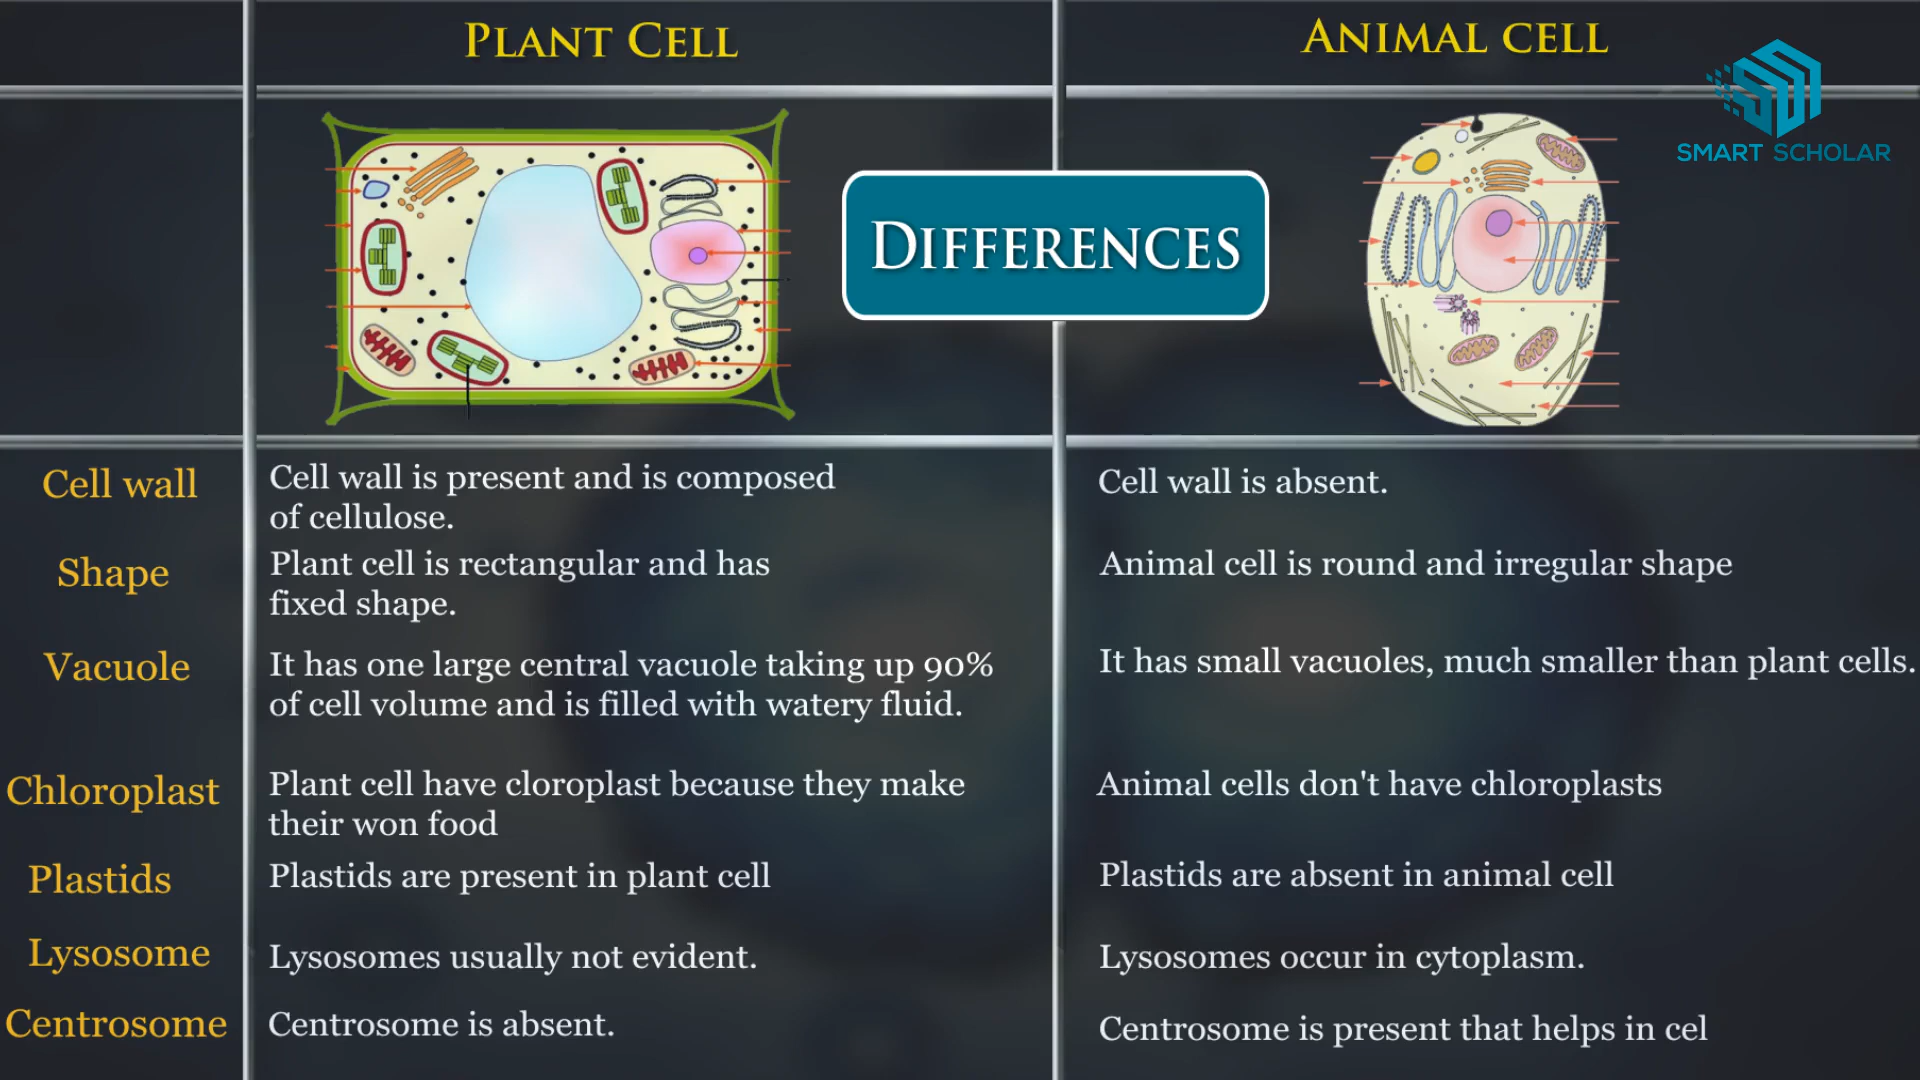 PLANT CELL
ANIMAL CELL
SMART SCHOLAR
DIFFERENCES
Cell wall
Cell wall is present and is composed
of cellulose.
Cell wall is absent.
Shape
Plant cell is rectangular and has
fixed shape.
Animal cell is round and irregular shape
Vacuole
It has one large central vacuole taking up 90%
of cell volume and is filled with watery fluid.
It has small vacuoles, much smaller than plant cells.
Chloroplast
Plant cell have cloroplast because they make
their won food
Animal cells don't have chloroplasts
Plastids
Plastids are present in plant cell
Plastids are absent in animal cell
Lysosome
Lysosomes usually not evident.
Lysosomes occur in cytoplasm.
Centrosome
Centrosome is absent.
Centrosome is present that helps in cel